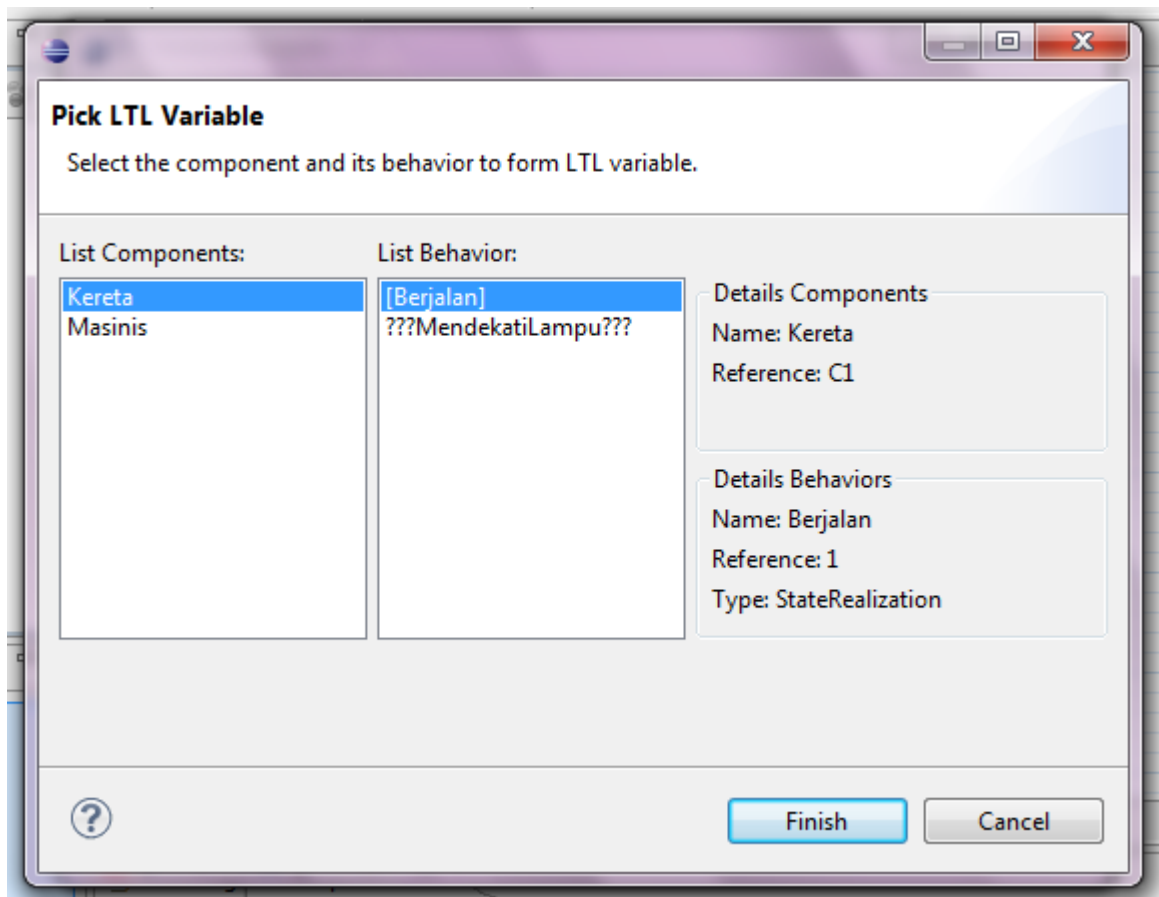 Pick LTL Variable
Select the component and its behavior to form LTL variable.
List Components:
Kereta
Masinis
List Behavior:
[Berjalan]
???MendekatiLampu???
Details Components
Name: Kereta
Reference: C1
Details Behaviors
Name: Berjalan
Reference: 1
Type: StateRealization
Finish
Cancel